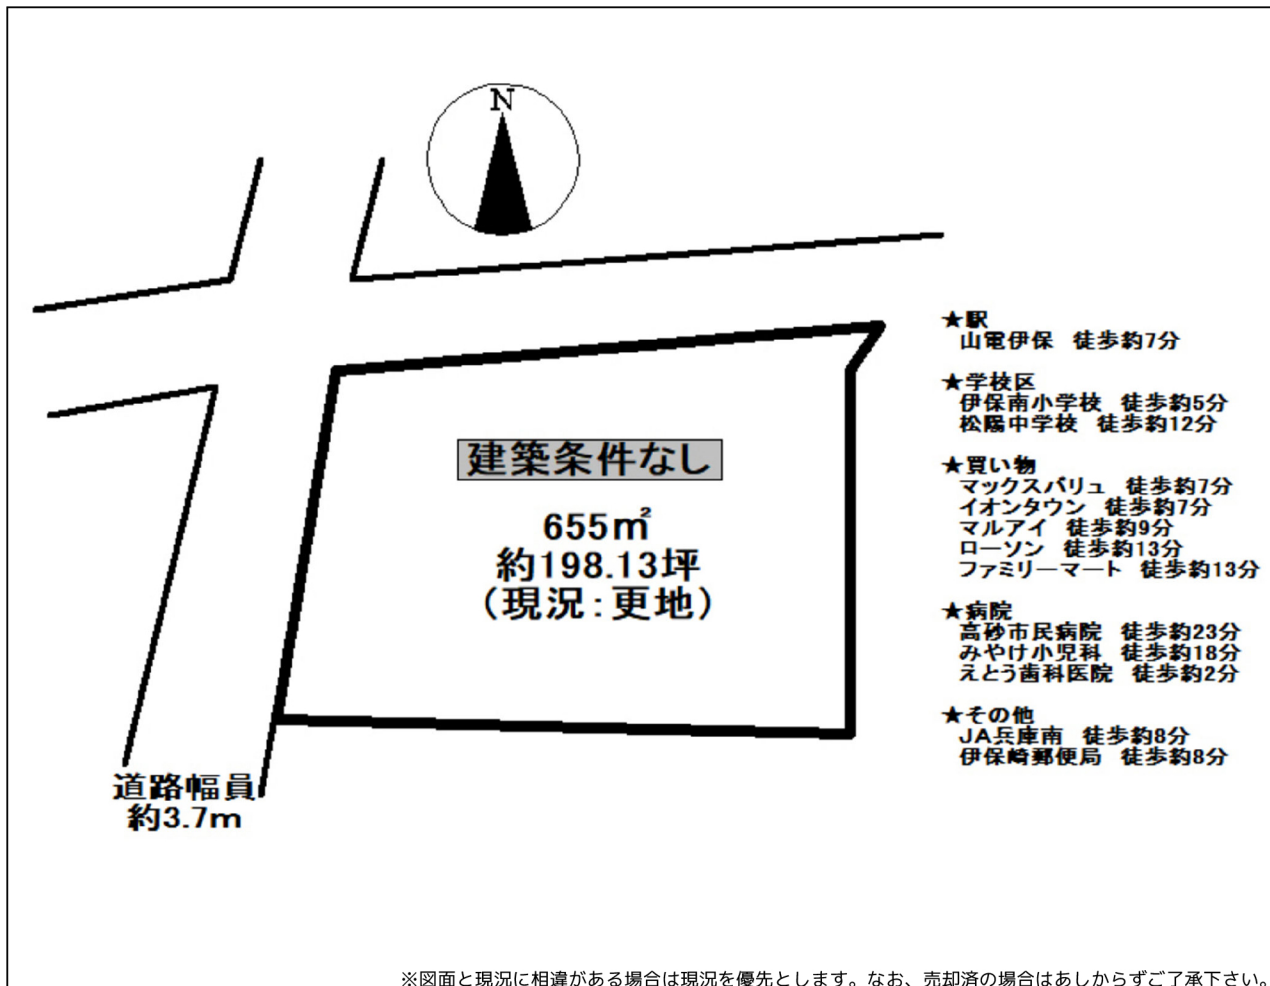 N
★駅
山電伊保 徒歩約7分
★学校区
伊保南小学校 徒歩約5分
松陽中学校 徒歩約12分
★買い物
マックスバリュ 徒歩約7分
イオンタウン 徒歩約7分
マルアイ 徒歩約9分
ローソン 徒歩約13分
ファミリーマート 徒歩約13分
★病院
高砂市民病院 徒歩約23分
みやけ小児科 徒歩約18分
えとう歯科医院 徒歩約2分
★その他
JA兵庫南 徒歩約8分
伊保崎郵便局 徒歩約8分
建築条件なし
655㎡
約198.13坪
(現況:更地)
道路幅員
約3.7m
※図面と現況に相違がある場合は現況を優先とします。なお、売却済の場合はあしからずご了承下さい。